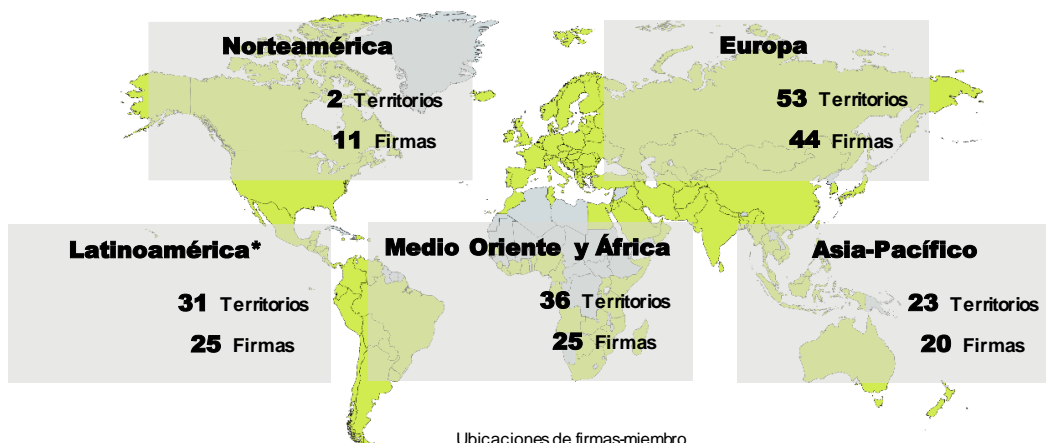 Norteamérica
2 Territorios
11 Firmas
Europa
53 Territorios
44 Firmas
Latinoamérica*
31 Territorios
25 Firmas
Medio Oriente y África
36 Territorios
25 Firmas
Asia-Pacífico
23 Territorios
20 Firmas
Ubicaciones de firmas-miembro